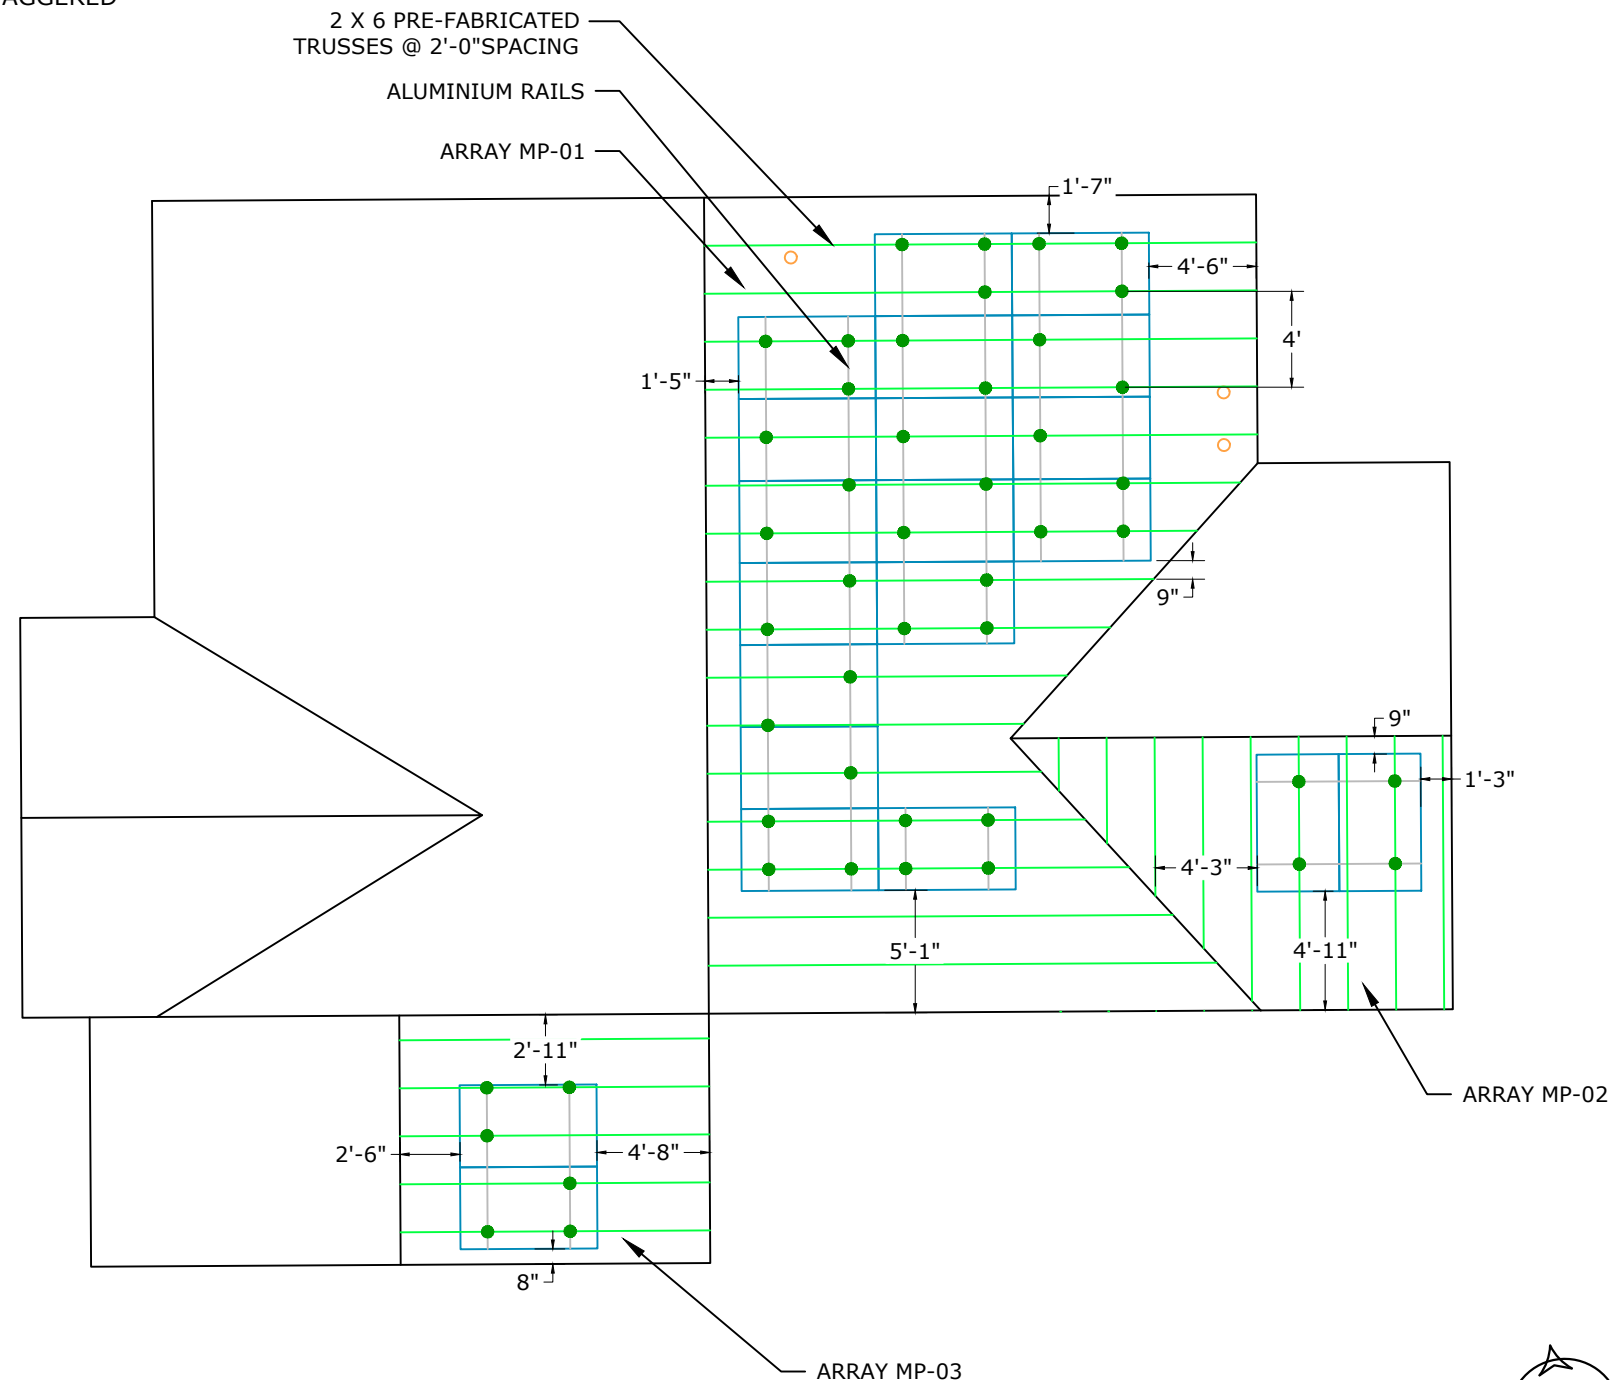 2 X 6 PRE-FABRICATED
TRUSSES @ 2'-0"SPACING
ALUMINIUM RAILS
ARRAY MP-01
1'-7"
4'-6"
4'
1'-5"
9"
9"
1'-3"
4'-3"
5'-1"
4'-11"
2'-11"
ARRAY MP-02
2'-6"
4'-8"
8"
ARRAY MP-03